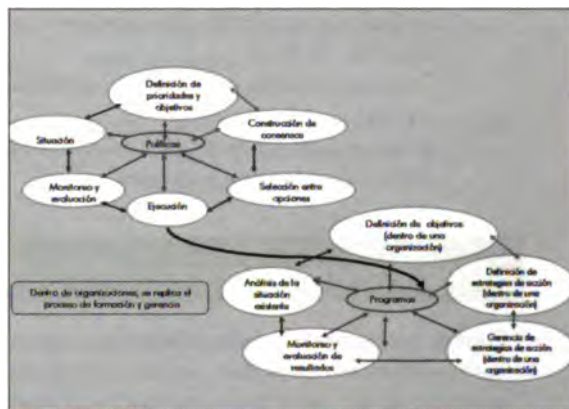 Definición de
prioridades y
objetivos
Situación
Políticas
Construcción de
consensos
Monitoreo y
evaluación
Ejecución
Selección entre
opciones
Definición de objetivos
(dentro de una
organización)
Dentro de organizaciones, se replica el
proceso de formación y gerencia
Análisis de la
situación
existente
Programas
Definición de
estrategias de acción
(dentro de una
organización)
Monitoreo y
evaluación de
resultados
Gerencia de
estrategias de acción
(dentro de una
organización)